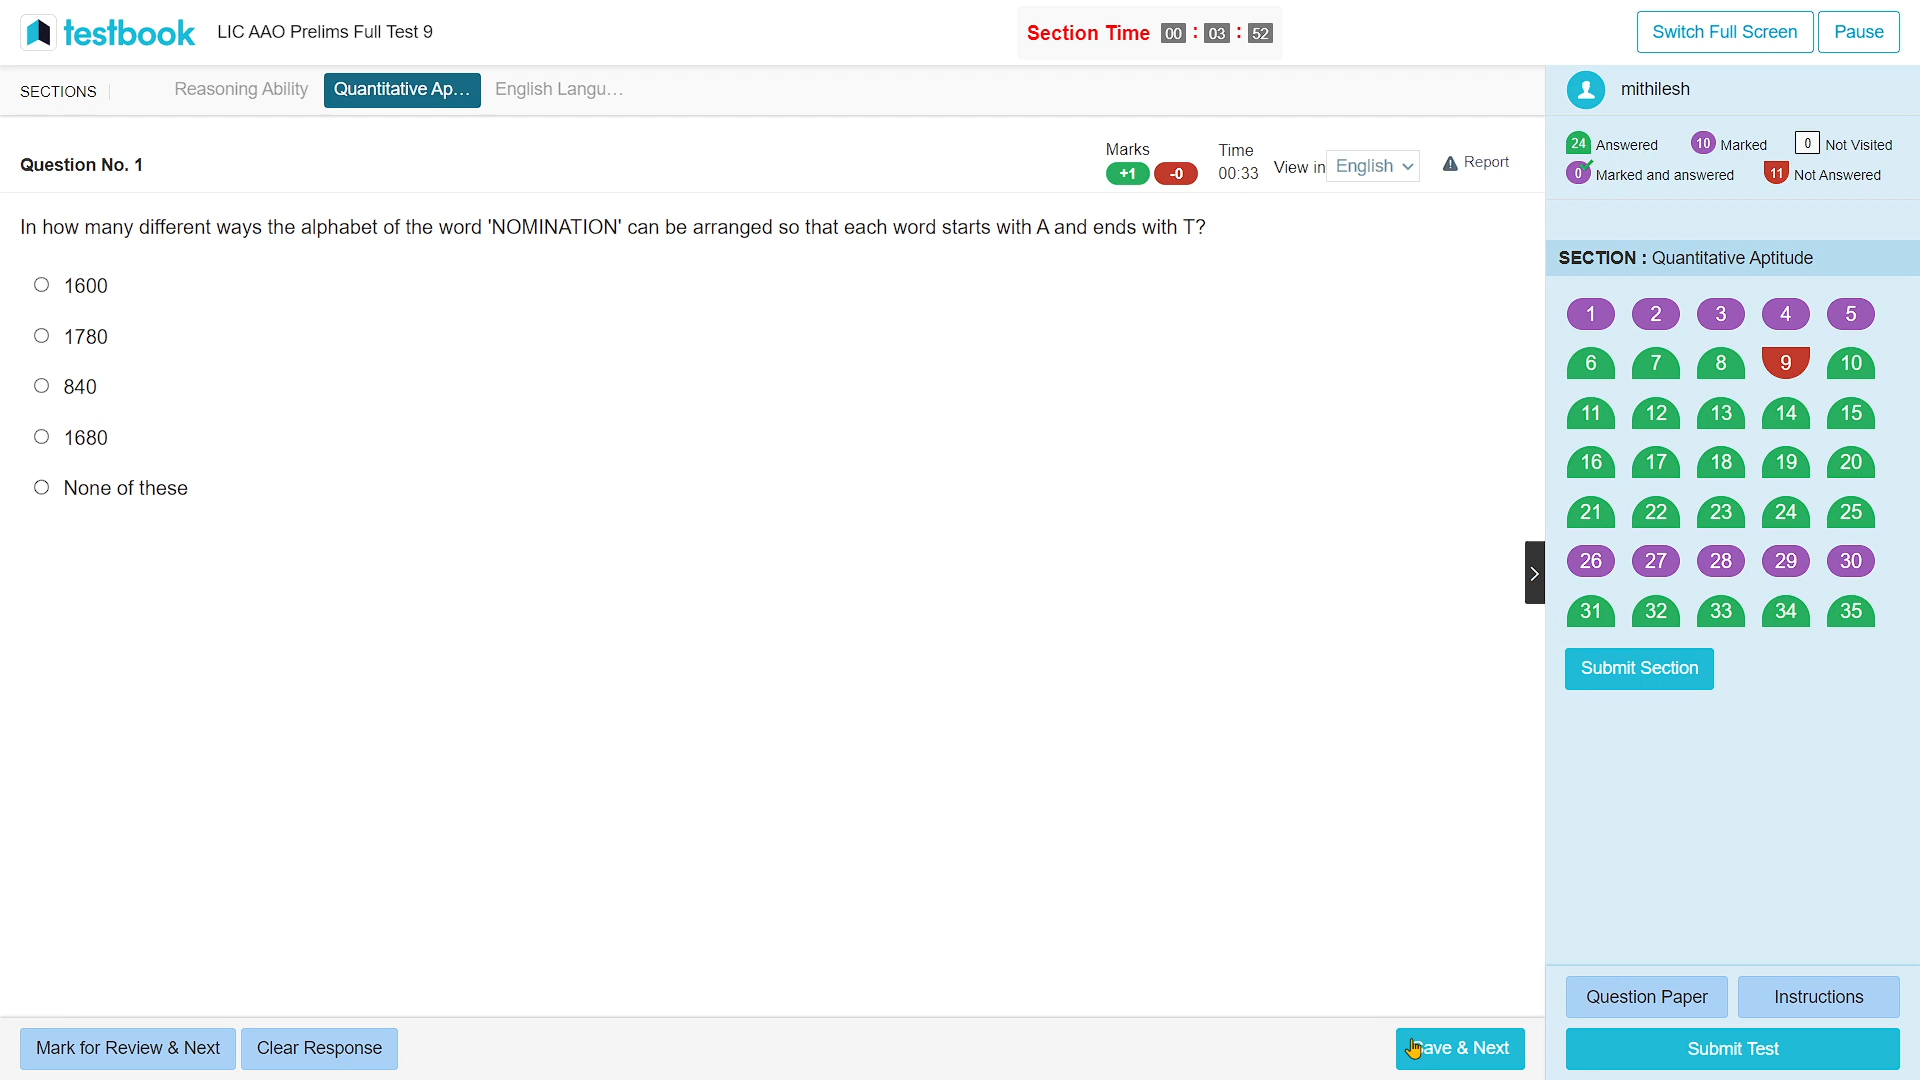 testbook LIC AAO Prelims Full Test 9 Section Time 00 : 03 : 52 Switch Full Screen Pause
SECTIONS Reasoning Ability Quantitative Ap... English Langu... mithilesh
24 Answered 10 Marked 0 Not Visited
0 Marked and answered 11 Not Answered
Question No. 1 Marks +1 -0 Time 00:33 View in English Report
In how many different ways the alphabet of the word 'NOMINATION' can be arranged so that each word starts with A and ends with T?
1600
1780
840
1680
None of these
SECTION : Quantitative Aptitude
1 2 3 4 5
6 7 8 9 10
11 12 13 14 15
16 17 18 19 20
21 22 23 24 25
26 27 28 29 30
31 32 33 34 35
Submit Section
Question Paper Instructions
Mark for Review & Next Clear Response Save & Next Submit Test